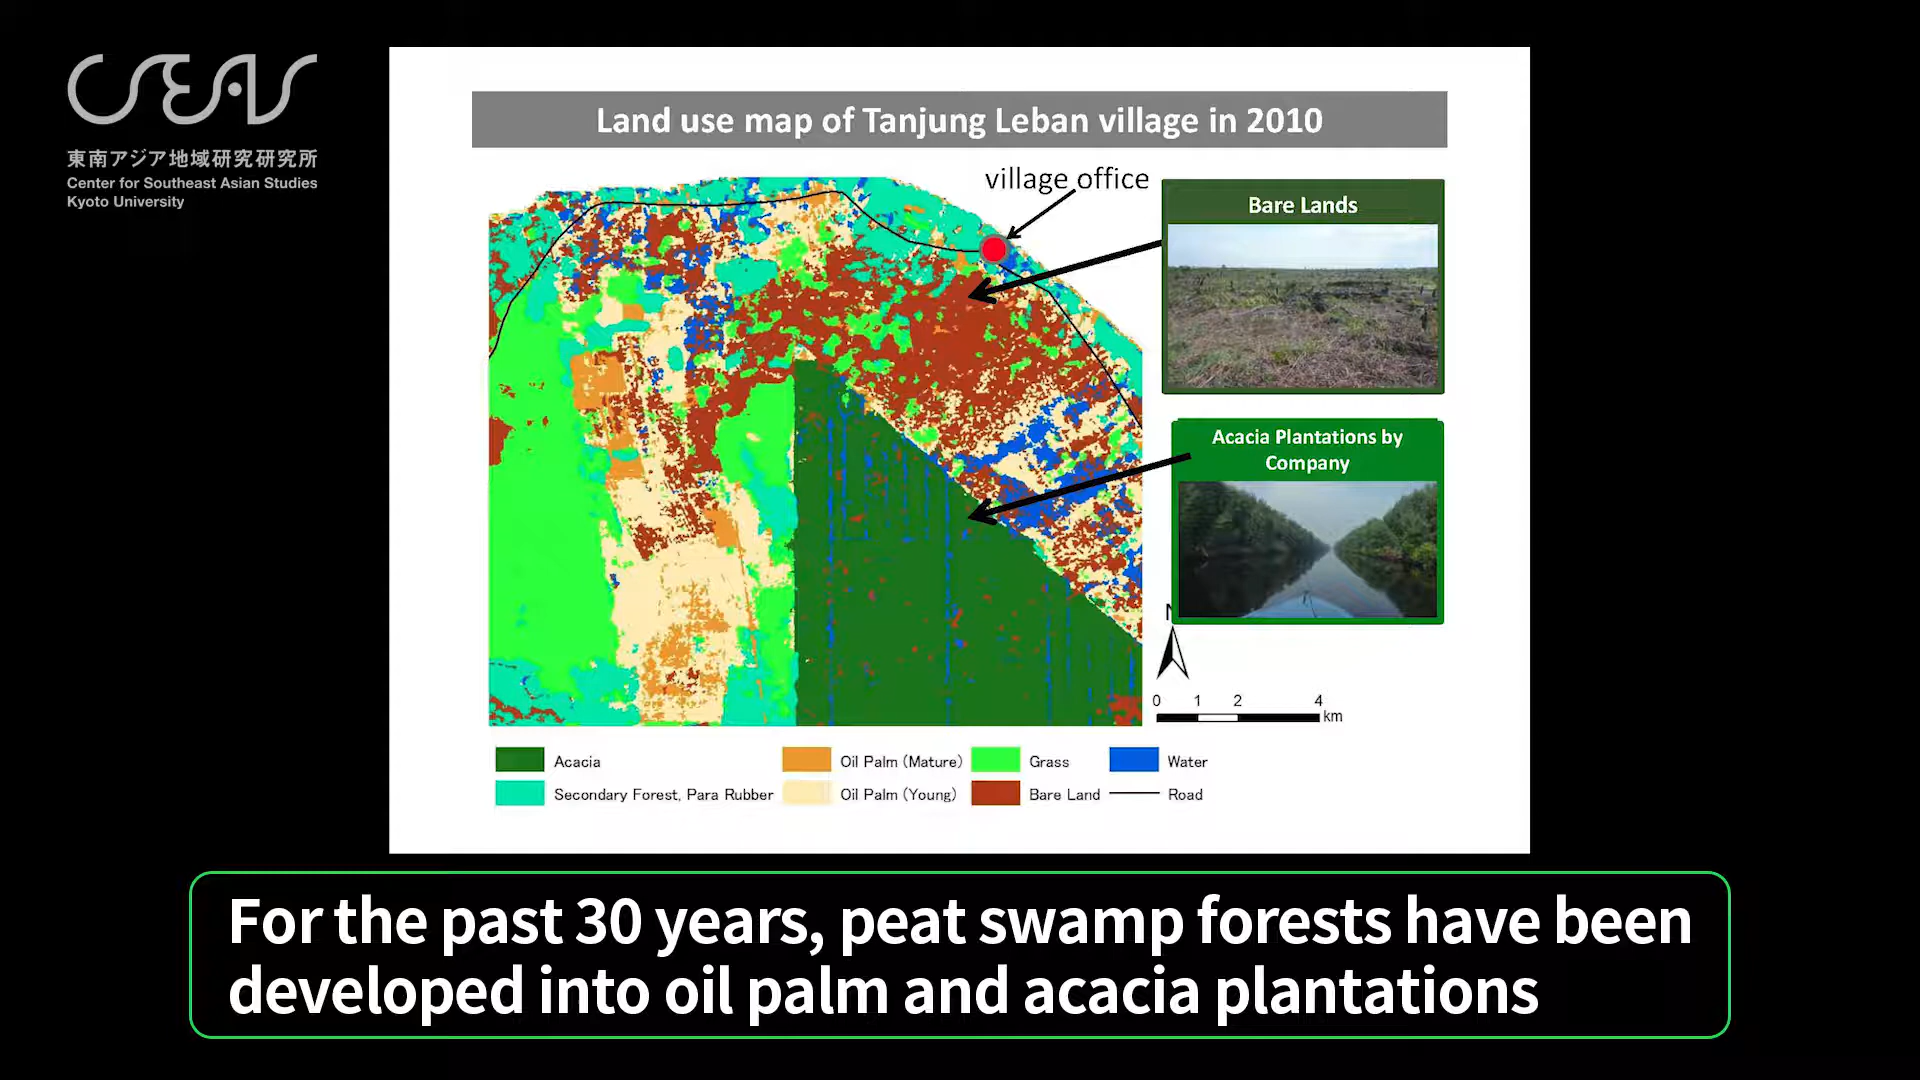 CSEAS
東南アジア地域研究研究所
Center for Southeast Asian Studies
Kyoto University
Land use map of Tanjung Leban village in 2010
village office
Bare Lands
Acacia Plantations by
Company
N
0 1 2 4
km
Acacia
Oil Palm (Mature)
Grass
Water
Secondary Forest, Para Rubber
Oil Palm (Young)
Bare Land
Road
For the past 30 years, peat swamp forests have been
developed into oil palm and acacia plantations